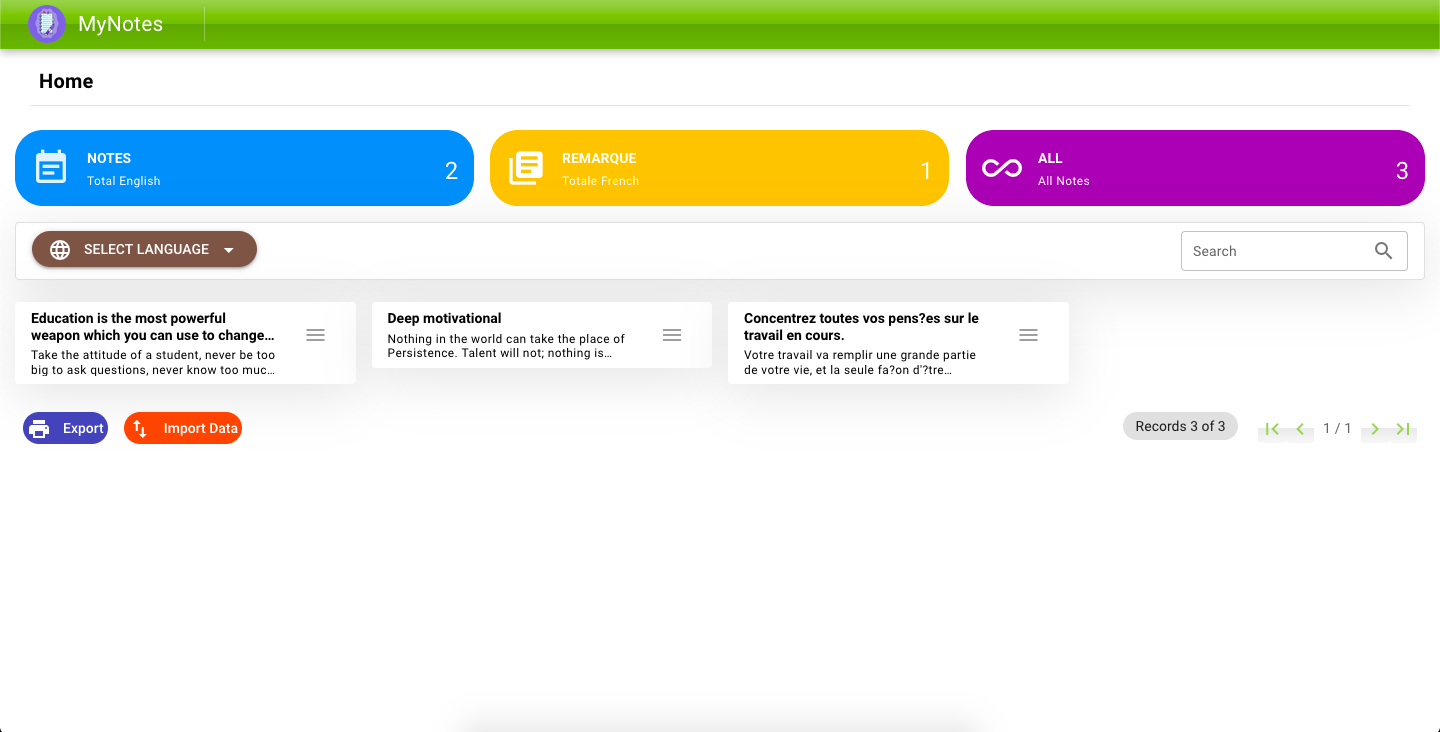 MyNotes
Home
NOTES
Total English
2
REMARQUE
Totale French
1
ALL
All Notes
3
SELECT LANGUAGE
Search
Education is the most powerful
weapon which you can use to change…
Take the attitude of a student, never be too
big to ask questions, never know too muc…
Deep motivational
Nothing in the world can take the place of
Persistence. Talent will not; nothing is…
Concentrez toutes vos pens?es sur le
travail en cours.
Votre travail va remplir une grande partie
de votre vie, et la seule fa?on d'?tre…
Export
Import Data
Records 3 of 3
1 / 1